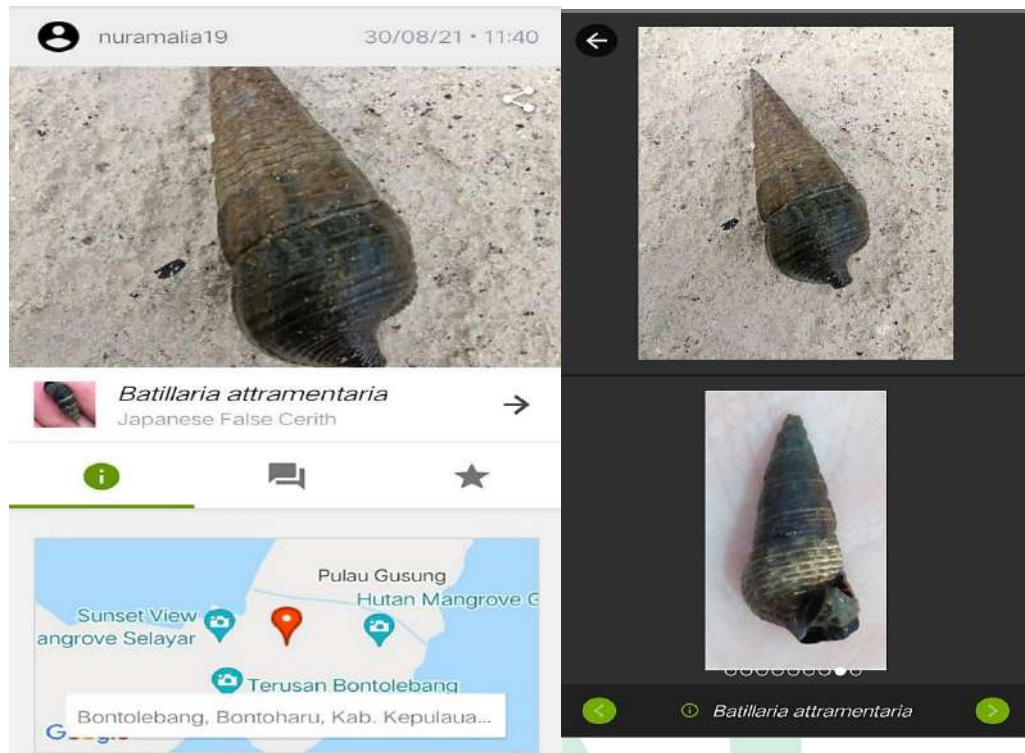 nuramalia19 30/08/21 • 11:40
Batillaria attramentaria
Japanese False Cerith
Pulau Gusung
Hutan Mangrove G
Sunset View
angrove Selayar
Terusan Bontolebang
Bontolebang, Bontoharu, Kab. Kepulaua...
Batillaria attramentaria